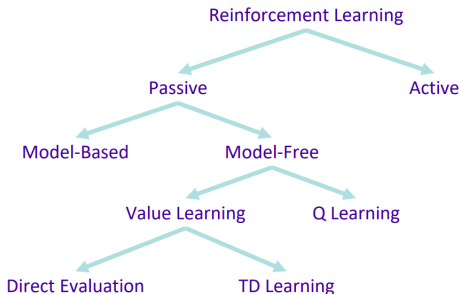 Reinforcement Learning
Passive
Active
Model-Based
Model-Free
Value Learning
Q Learning
Direct Evaluation
TD Learning